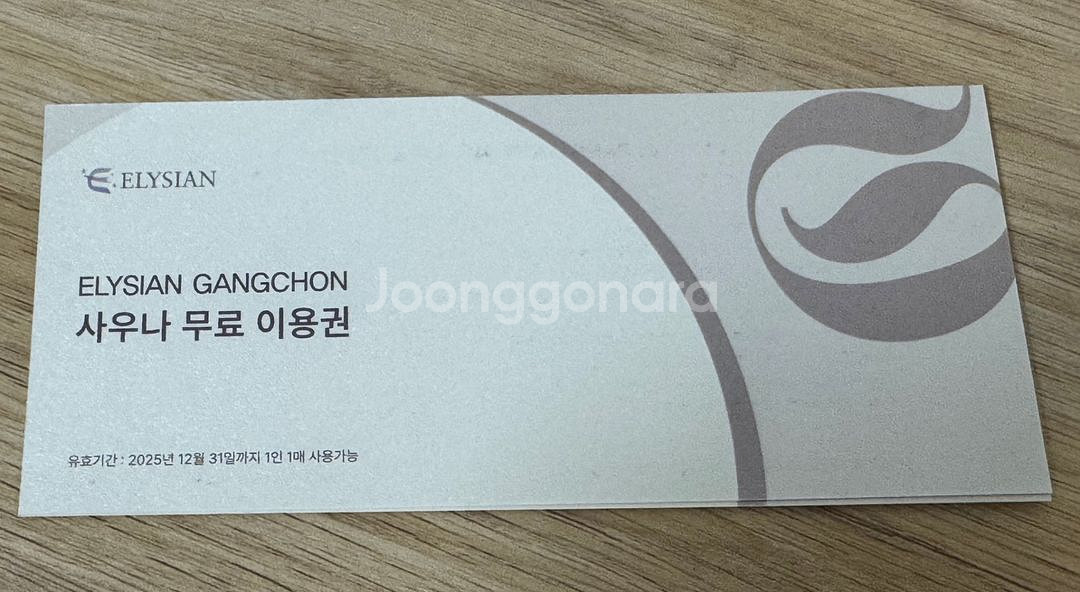 ELYSIAN
ELYSIAN GANGCHON
사우나 무료 이용권
Joonggonara
유효기간 : 2025년 12월 31일까지 1인 1매 사용가능